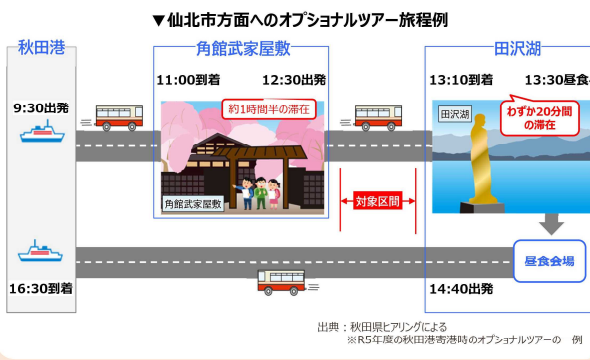 ▼仙北市方面へのオプショナルツアー旅程例
秋田港
角館武家屋敷
田沢湖
11:00到着
12:30出発
13:10到着
13:30昼食
9:30出発
約1時間半の滞在
田沢湖
わずか20分間
の滞在
対象区間
角館武家屋敷
昼食会場
16:30到着
14:40出発
出典：秋田県ヒアリングによる
※R5年度の秋田港寄港時のオプショナルツアーの　例